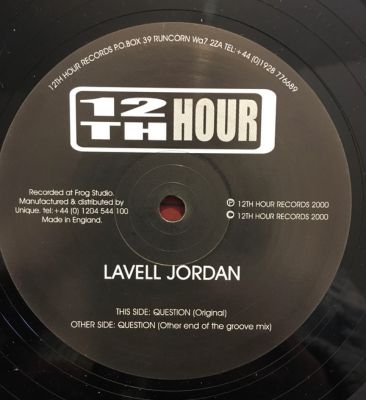 12TH HOUR RECORDS P.O.BOX 39 RUNCORN Wa7 2ZA TEL:+44 (0)1928 776689
12
TH HOUR
Recorded at Frog Studio.
Manufactured & distributed by
Unique. tel:+44 (0) 1204 544 100
Made in England.
℗ 12TH HOUR RECORDS 2000
© 12TH HOUR RECORDS 2000
LAVELL JORDAN
THIS SIDE: QUESTION (Original)
OTHER SIDE: QUESTION (Other end of the groove mix)